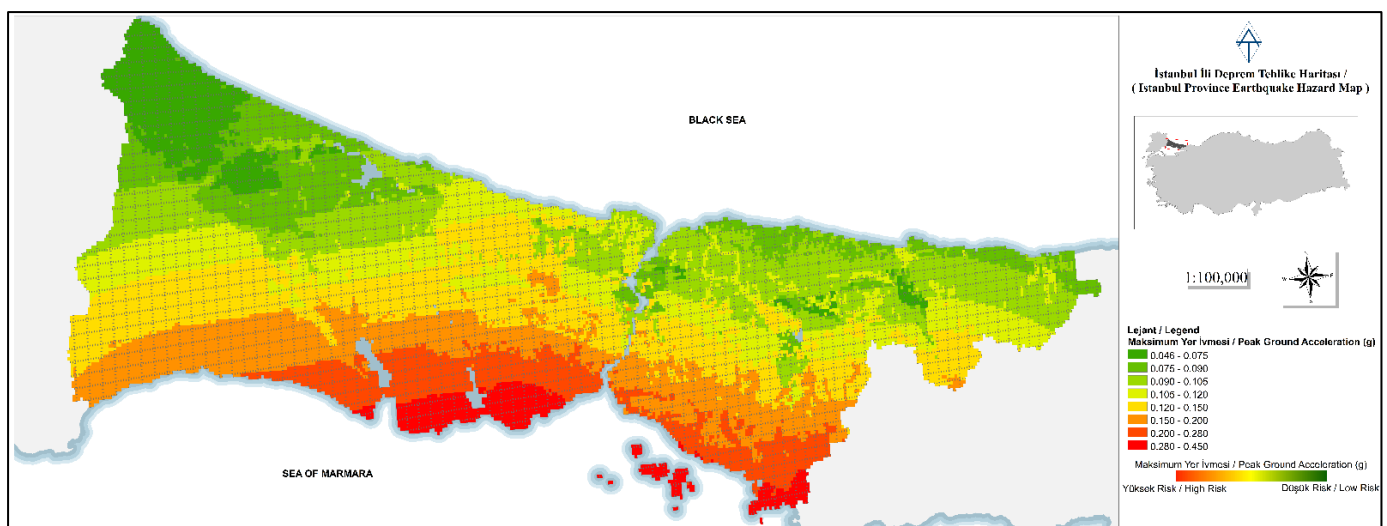 İstanbul İli Deprem Tehlike Haritası /
( Istanbul Province Earthquake Hazard Map )
BLACK SEA
1:100,000
Lejant / Legend
Maksimum Yer İvmesi / Peak Ground Acceleration (g)
0.046 - 0.075
0.075 - 0.090
0.090 - 0.105
0.105 - 0.120
0.120 - 0.150
0.150 - 0.200
0.200 - 0.280
0.280 - 0.450
SEA OF MARMARA
Maksimum Yer İvmesi / Peak Ground Acceleration (g)
Yüksek Risk / High Risk
Düşük Risk / Low Risk